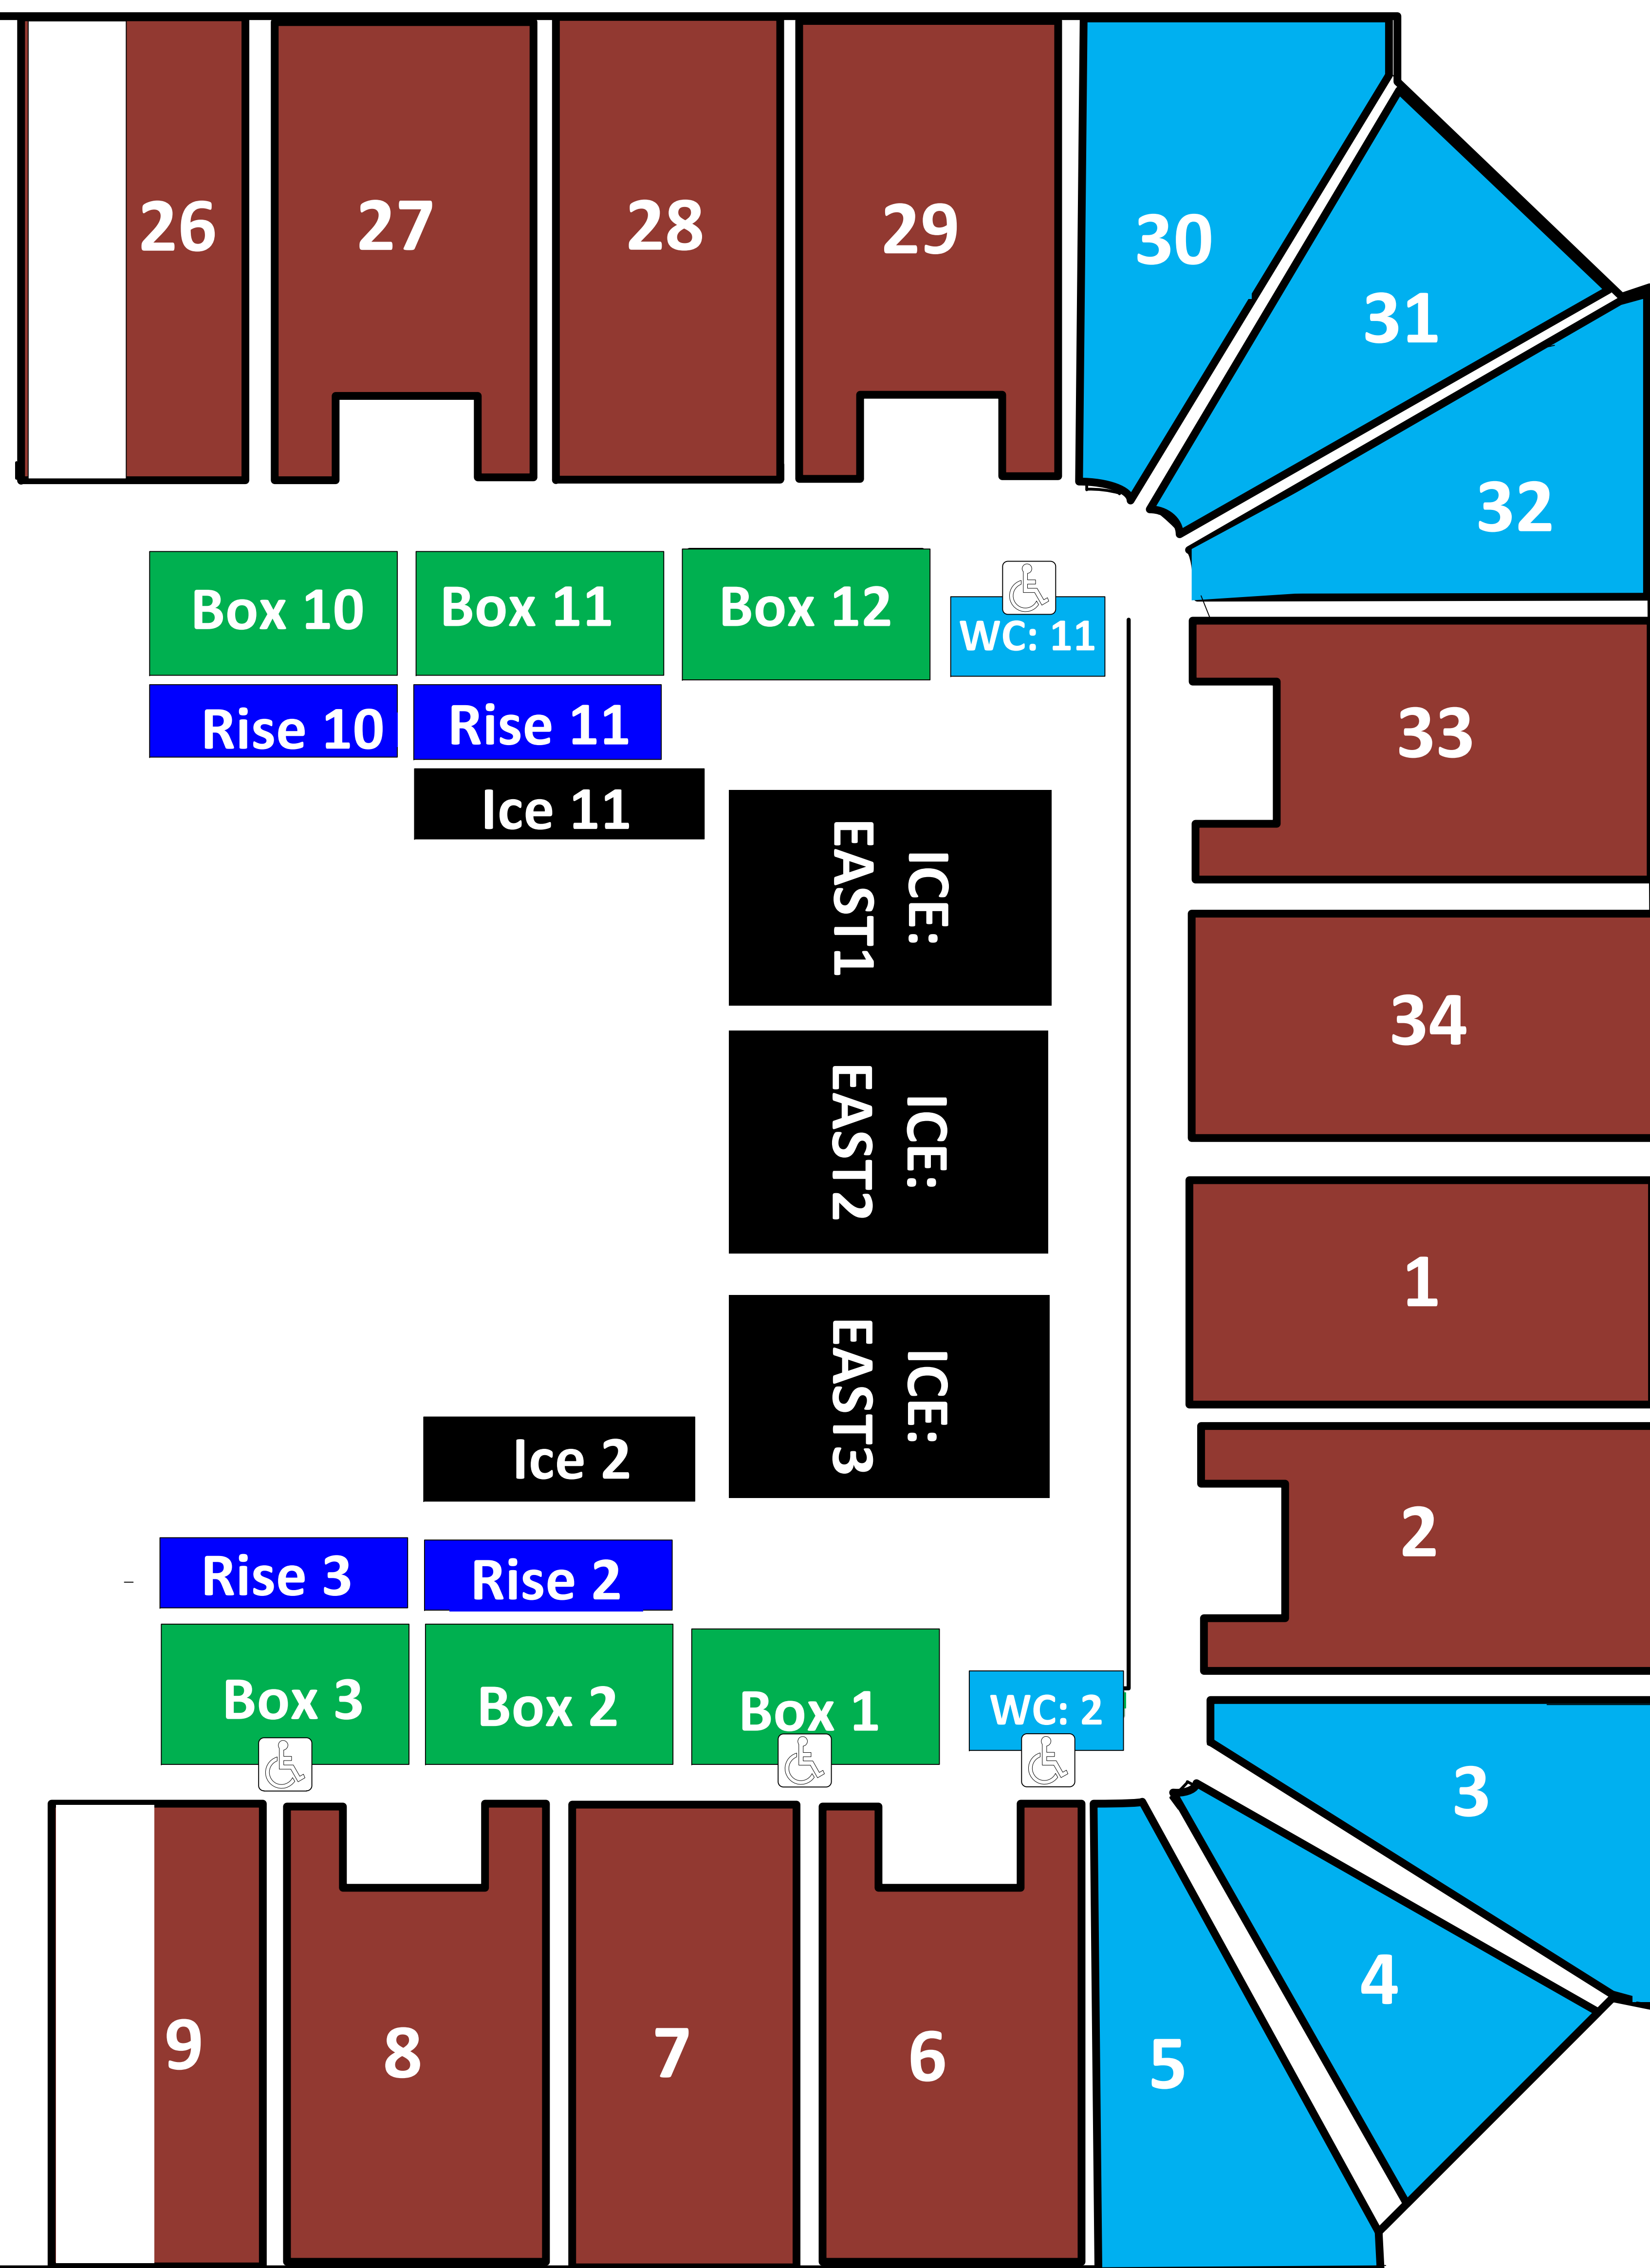 26
27
28
29
30
31
32
Box 10
Box 11
Box 12
WC: 11
Rise 10
Rise 11
33
Ice 11
ICE:
EAST1
34
ICE:
EAST2
1
ICE:
EAST3
Ice 2
2
Rise 3
Rise 2
Box 3
Box 2
Box 1
WC: 2
3
4
9
8
7
6
5